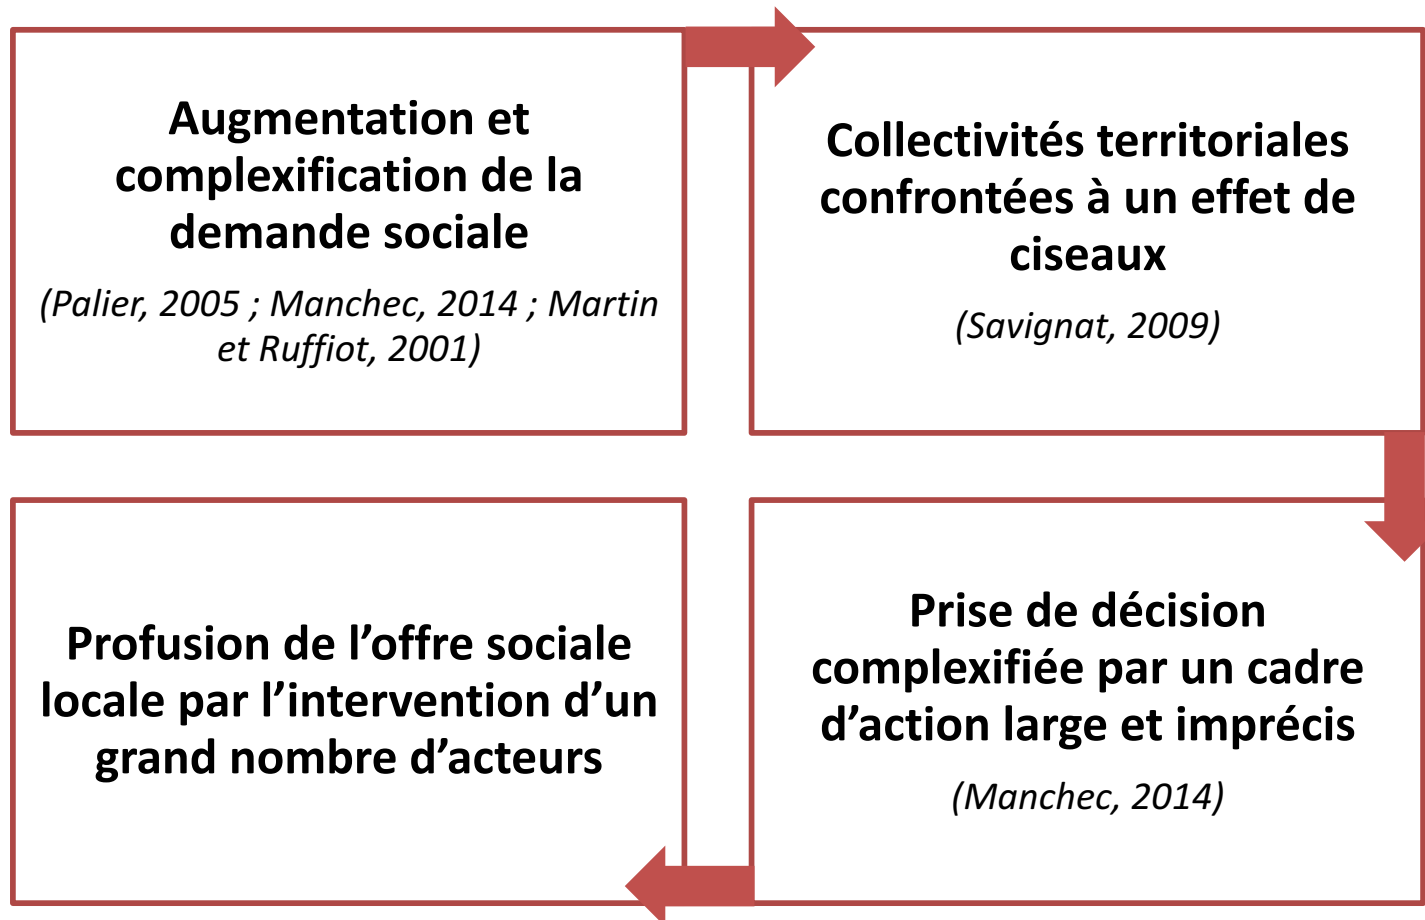 Augmentation et
complexification de la
demande sociale
(Palier, 2005 ; Manchec, 2014 ; Martin
et Ruffiot, 2001)
Collectivités territoriales
confrontées à un effet de
ciseaux
(Savignat, 2009)
Prise de décision
complexifiée par un cadre
d’action large et imprécis
(Manchec, 2014)
Profusion de l’offre sociale
locale par l’intervention d’un
grand nombre d’acteurs